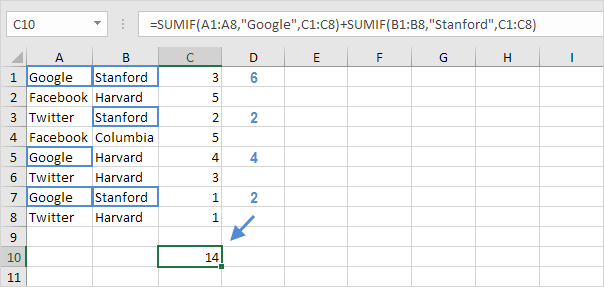 C10 =SUMIF(A1:A8,"Google",C1:C8)+SUMIF(B1:B8,"Stanford",C1:C8)
A B C D E F G H I
1 Google Stanford 3 6
2 Facebook Harvard 5
3 Twitter Stanford 2 2
4 Facebook Columbia 5
5 Google Harvard 4 4
6 Twitter Harvard 3
7 Google Stanford 1 2
8 Twitter Harvard 1
9
10 14
11